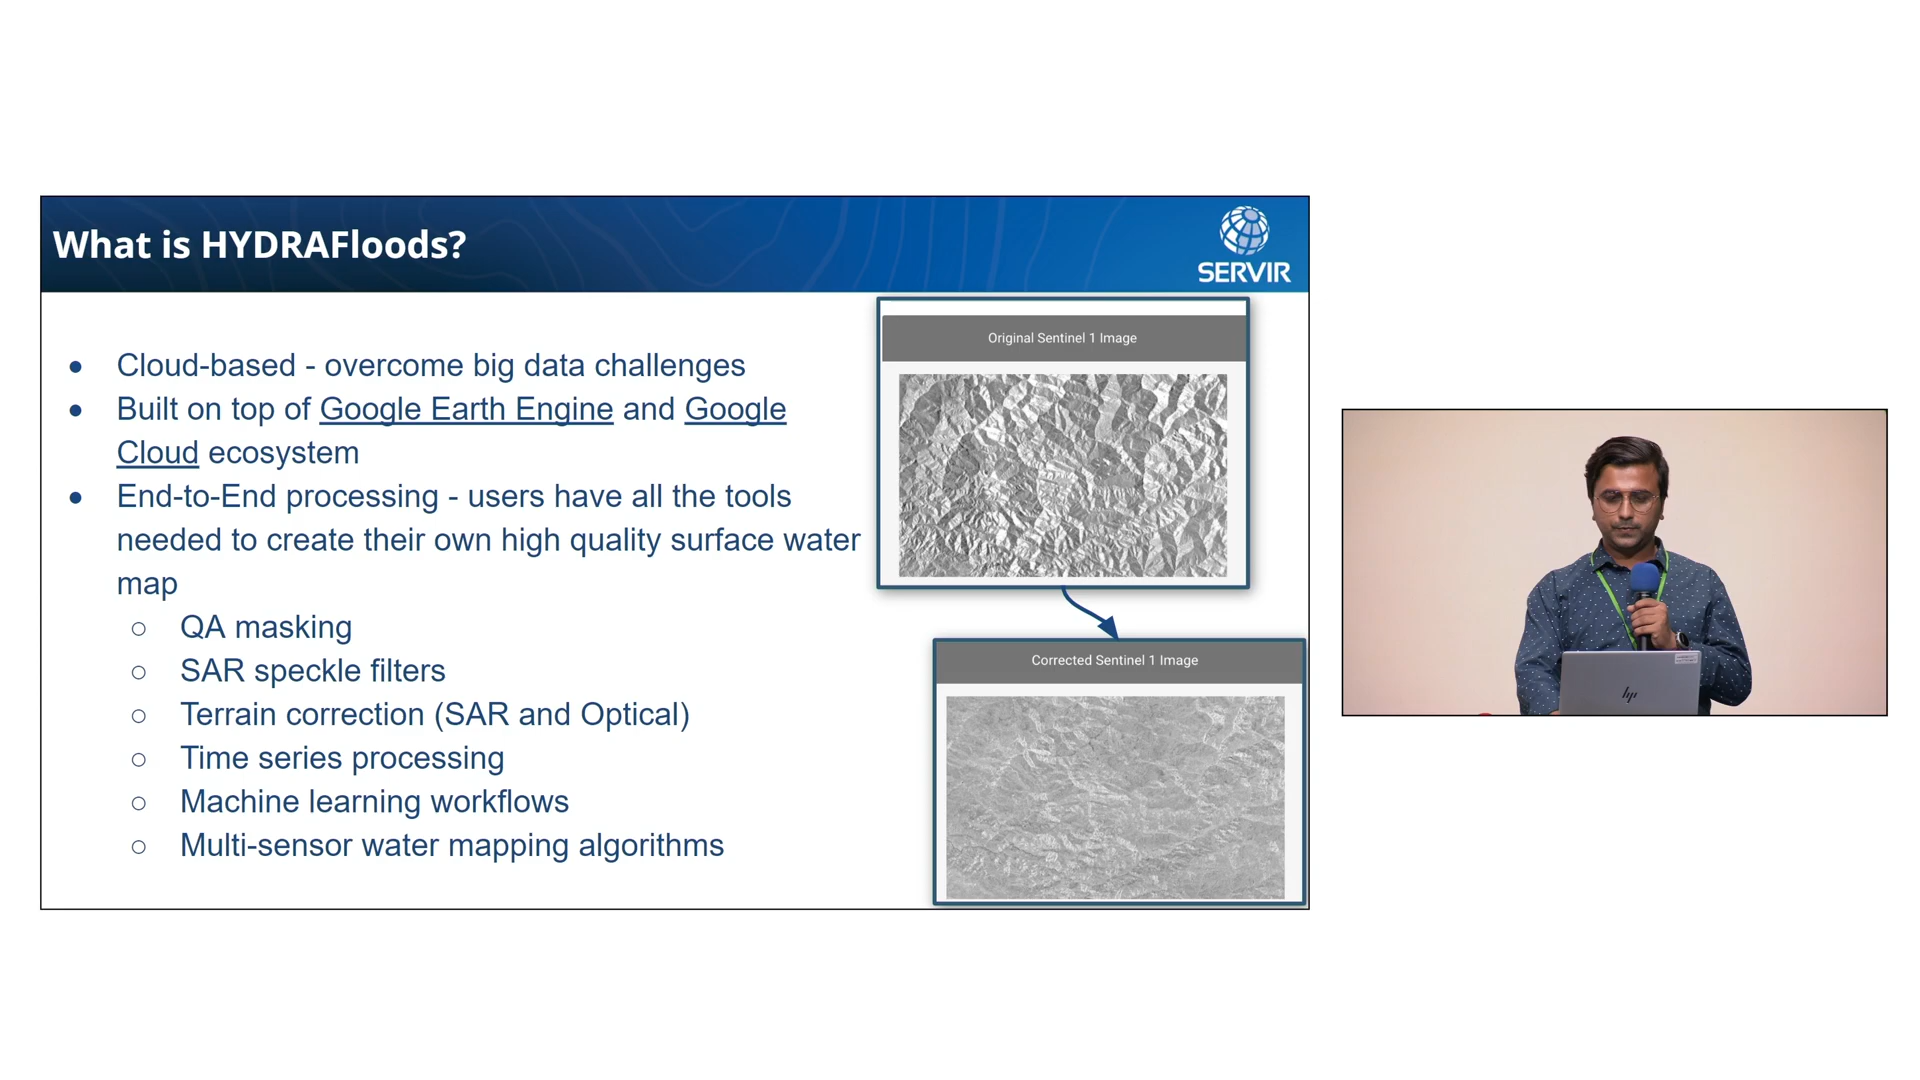 What is HYDRAFloods?
SERVIR
● Cloud-based - overcome big data challenges
● Built on top of Google Earth Engine and Google
Cloud ecosystem
● End-to-End processing - users have all the tools
needed to create their own high quality surface water
map
○ QA masking
○ SAR speckle filters
○ Terrain correction (SAR and Optical)
○ Time series processing
○ Machine learning workflows
○ Multi-sensor water mapping algorithms
Original Sentinel 1 Image
Corrected Sentinel 1 Image
hp